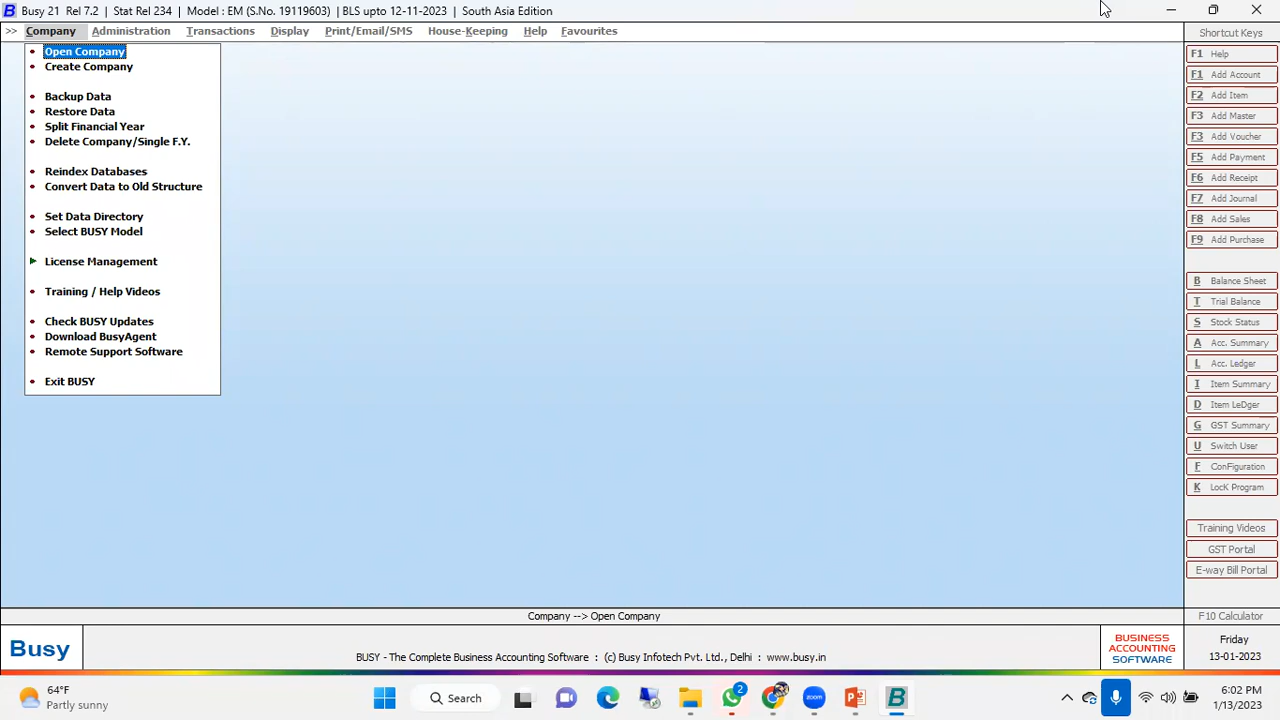 Busy 21 Rel 7.2 | Stat Rel 234 | Model : EM (S.No. 19119603) | BLS upto 12-11-2023 | South Asia Edition
>> Company Administration Transactions Display Print/Email/SMS House-Keeping Help Favourites
Open Company
Create Company
Backup Data
Restore Data
Split Financial Year
Delete Company/Single F.Y.
Reindex Databases
Convert Data to Old Structure
Set Data Directory
Select BUSY Model
License Management
Training / Help Videos
Check BUSY Updates
Download BusyAgent
Remote Support Software
Exit BUSY
Shortcut Keys
F1 Help
F1 Add Account
F2 Add Item
F3 Add Master
F3 Add Voucher
F5 Add Payment
F6 Add Receipt
F7 Add Journal
F8 Add Sales
F9 Add Purchase
B Balance Sheet
T Trial Balance
S Stock Status
A Acc. Summary
L Acc. Ledger
I Item Summary
D Item LeDger
G GST Summary
U Switch User
F ConFiguration
K LocK Program
Training Videos
GST Portal
E-way Bill Portal
Company --> Open Company
F10 Calculator
Busy
BUSY - The Complete Business Accounting Software : (c) Busy Infotech Pvt. Ltd., Delhi : www.busy.in
BUSINESS
ACCOUNTING
SOFTWARE
Friday
13-01-2023
64°F
Partly sunny
Search
2
zoom
6:02 PM
1/13/2023